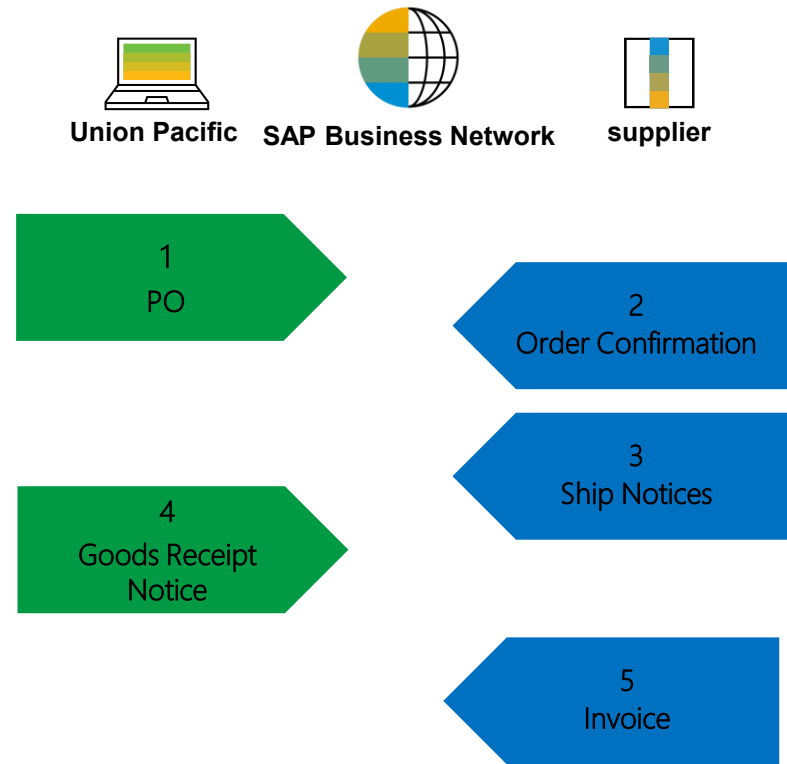 Union Pacific
SAP Business Network
supplier
1
PO
2
Order Confirmation
3
Ship Notices
4
Goods Receipt
Notice
5
Invoice